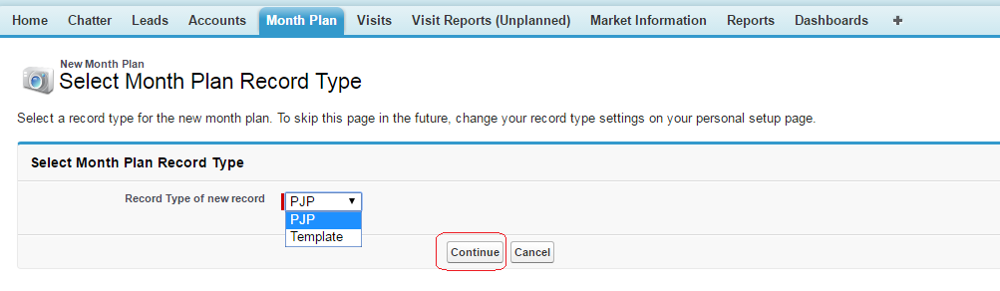 Home Chatter Leads Accounts Month Plan Visits Visit Reports (Unplanned) Market Information Reports Dashboards +
New Month Plan
Select Month Plan Record Type
Select a record type for the new month plan. To skip this page in the future, change your record type settings on your personal setup page.
Select Month Plan Record Type
Record Type of new record PJP
PJP
Template
Continue Cancel